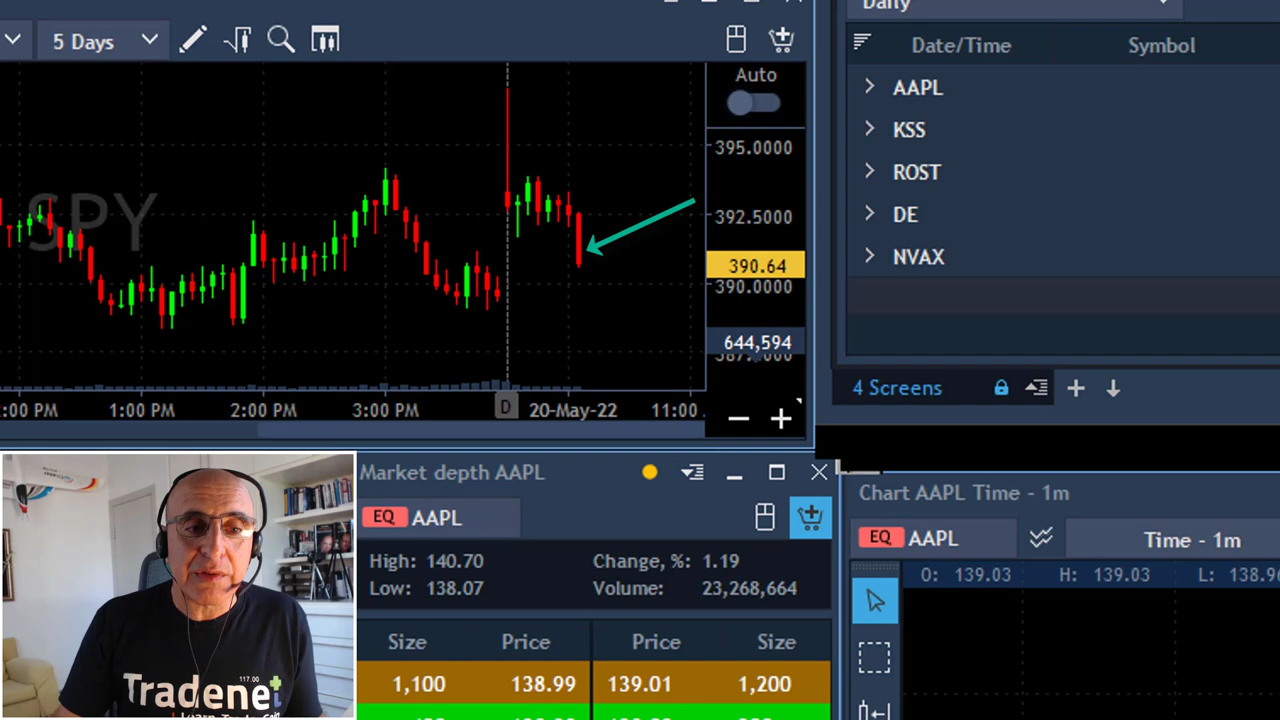 Daily
5 Days
Date/Time Symbol
Auto
AAPL
395.0000
KSS
ROST
SPY
392.5000
DE
390.64
NVAX
390.0000
644,594
4 Screens
1:00 PM 2:00 PM 3:00 PM D 20-May-22 11:00
Market depth AAPL
Chart AAPL Time - 1m
EQ AAPL
EQ AAPL Time - 1m
High: 140.70 Change, %: 1.19
O: 139.03 H: 139.03 L: 138.96
Low: 138.07 Volume: 23,268,664
Size Price Price Size
1,100 138.99 139.01 1,200
117.00
Tradenet